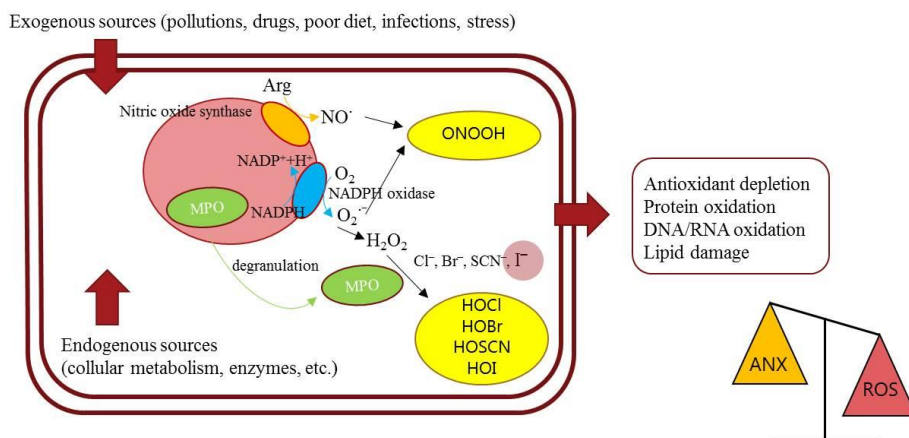 Exogenous sources (pollutions, drugs, poor diet, infections, stress)
Arg
Nitric oxide synthase
NO·
ONOOH
NADP⁺+H⁺
O₂
NADPH oxidase
MPO
NADPH
O₂·⁻
H₂O₂
Cl⁻, Br⁻, SCN⁻, I⁻
degranulation
MPO
HOCl
HOBr
HOSCN
HOI
Endogenous sources
(cellular metabolism, enzymes, etc.)
Antioxidant depletion
Protein oxidation
DNA/RNA oxidation
Lipid damage
ANX
ROS